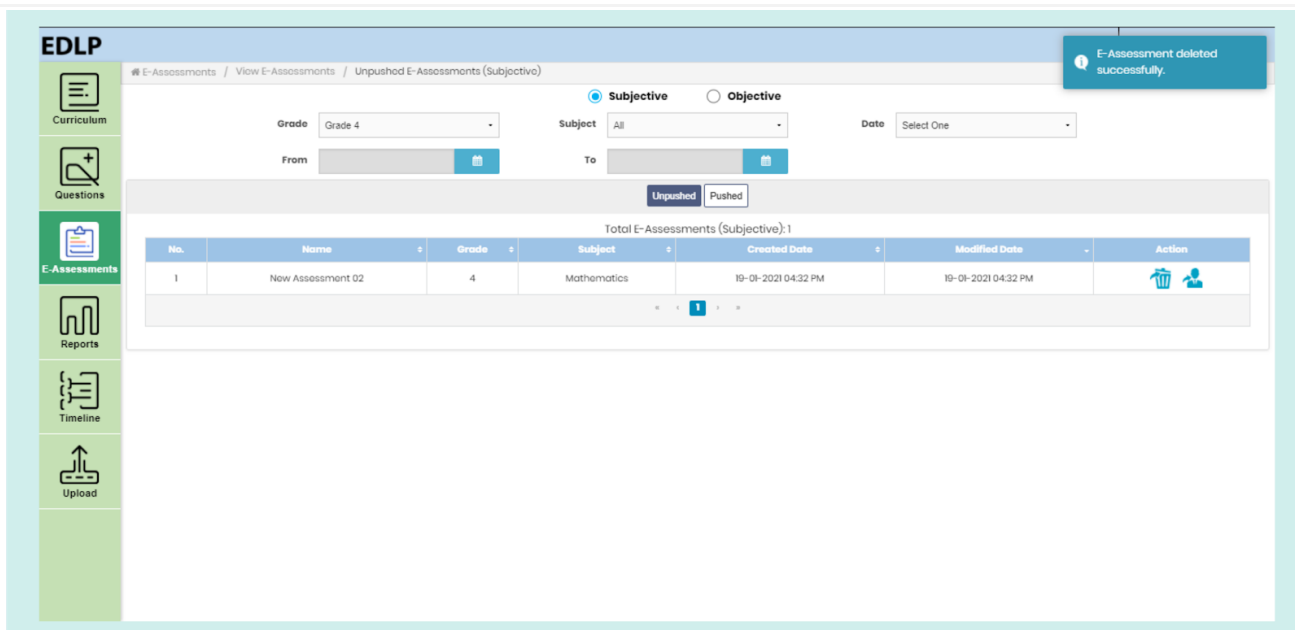 EDLP
E-Assessment deleted
successfully.
E-Assessments / View E-Assessments / Unpushed E-Assessments (Subjective)
Subjective Objective
Grade Grade 4 Subject All Date Select One
From To
Unpushed Pushed
Total E-Assessments (Subjective): 1
No. Name Grade Subject Created Date Modified Date Action
1 New Assessment 02 4 Mathematics 19-01-2021 04:32 PM 19-01-2021 04:32 PM
« ‹ 1 › »
Curriculum
Questions
E-Assessments
Reports
Timeline
Upload